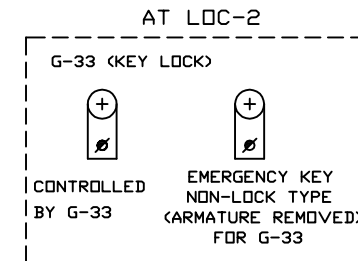 AT LOC-2
G-33 (KEY LOCK)
CONTROLLED
BY G-33
EMERGENCY KEY
NON-LOCK TYPE
(ARMATURE REMOVED)
FOR G-33